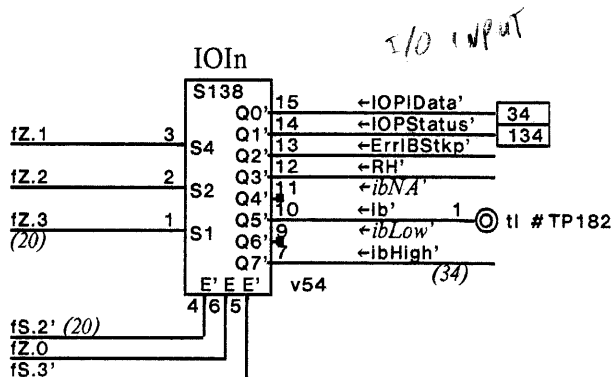 I/O INPUT
IOIn
S138
15 ←IOPIData' 34
Q0'
14 ←IOPStatus' 134
Q1'
13 ←ErrIBStkp'
fZ.1 3 S4 Q2'
12 ←RH'
Q3'
11 ←ibNA'
fZ.2 2 S2 Q4'
10 ←ib' 1 tl #TP182
fZ.3 1 S1 Q5'
(20)
9 ←ibLow'
Q6'
7 ←ibHigh'
Q7' (34)
E' E E' v54
4 6 5
fS.2' (20)
fZ.0
fS.3'